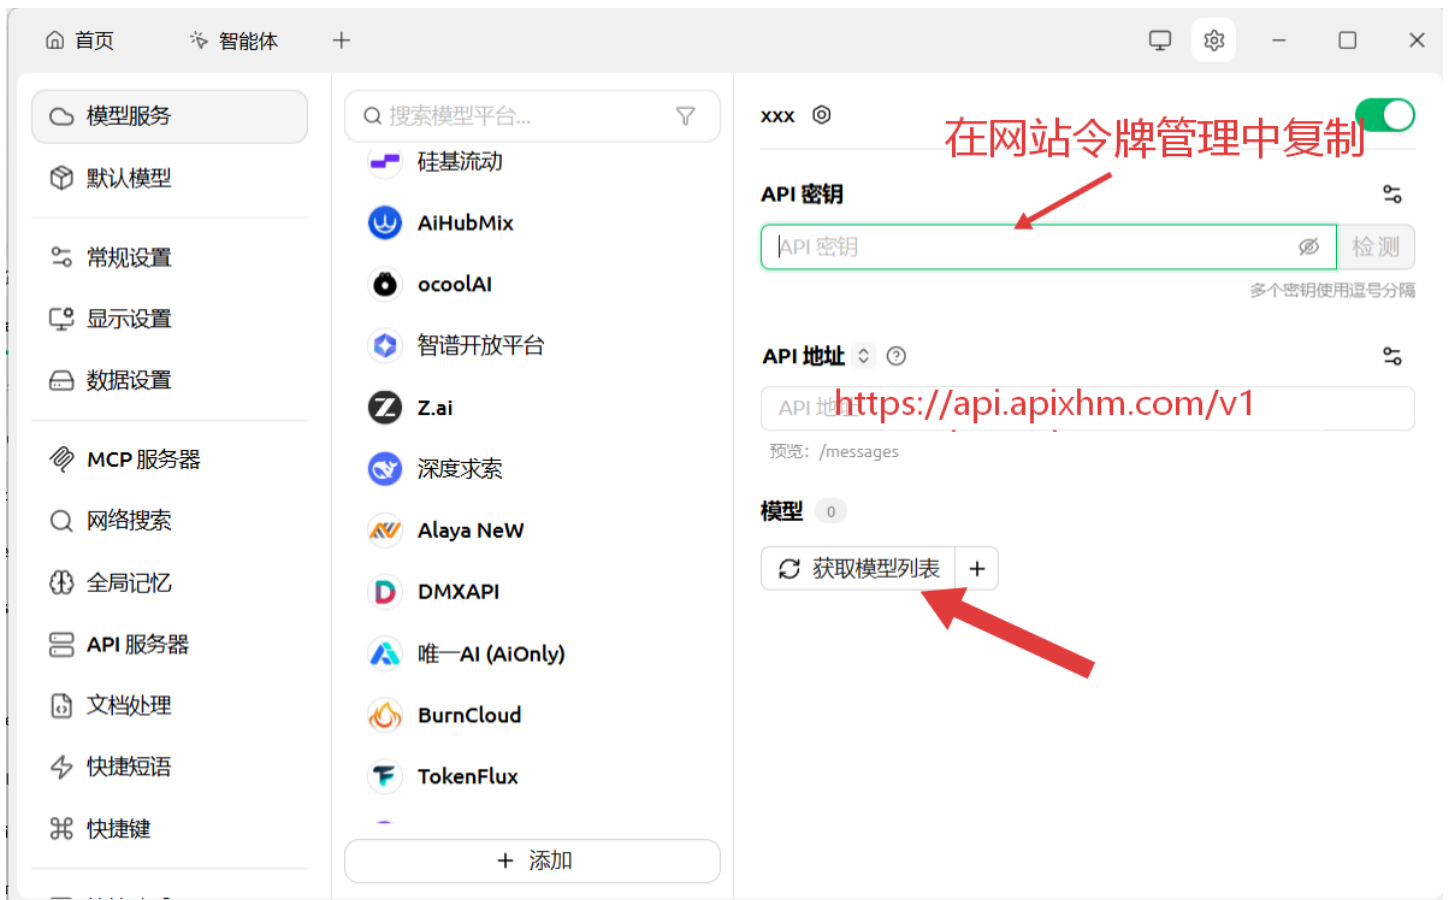 首页
智能体
模型服务
默认模型
常规设置
显示设置
数据设置
MCP 服务器
网络搜索
全局记忆
API 服务器
文档处理
快捷短语
快捷键
搜索模型平台...
硅基流动
AiHubMix
ocoolAI
智谱开放平台
Z.ai
深度求索
Alaya NeW
DMXAPI
唯一AI (AiOnly)
BurnCloud
TokenFlux
添加
xxx
在网站令牌管理中复制
API 密钥
API 密钥
检测
多个密钥使用逗号分隔
API 地址
API 地址
https://api.apixhm.com/v1
预览：/messages
模型 0
获取模型列表